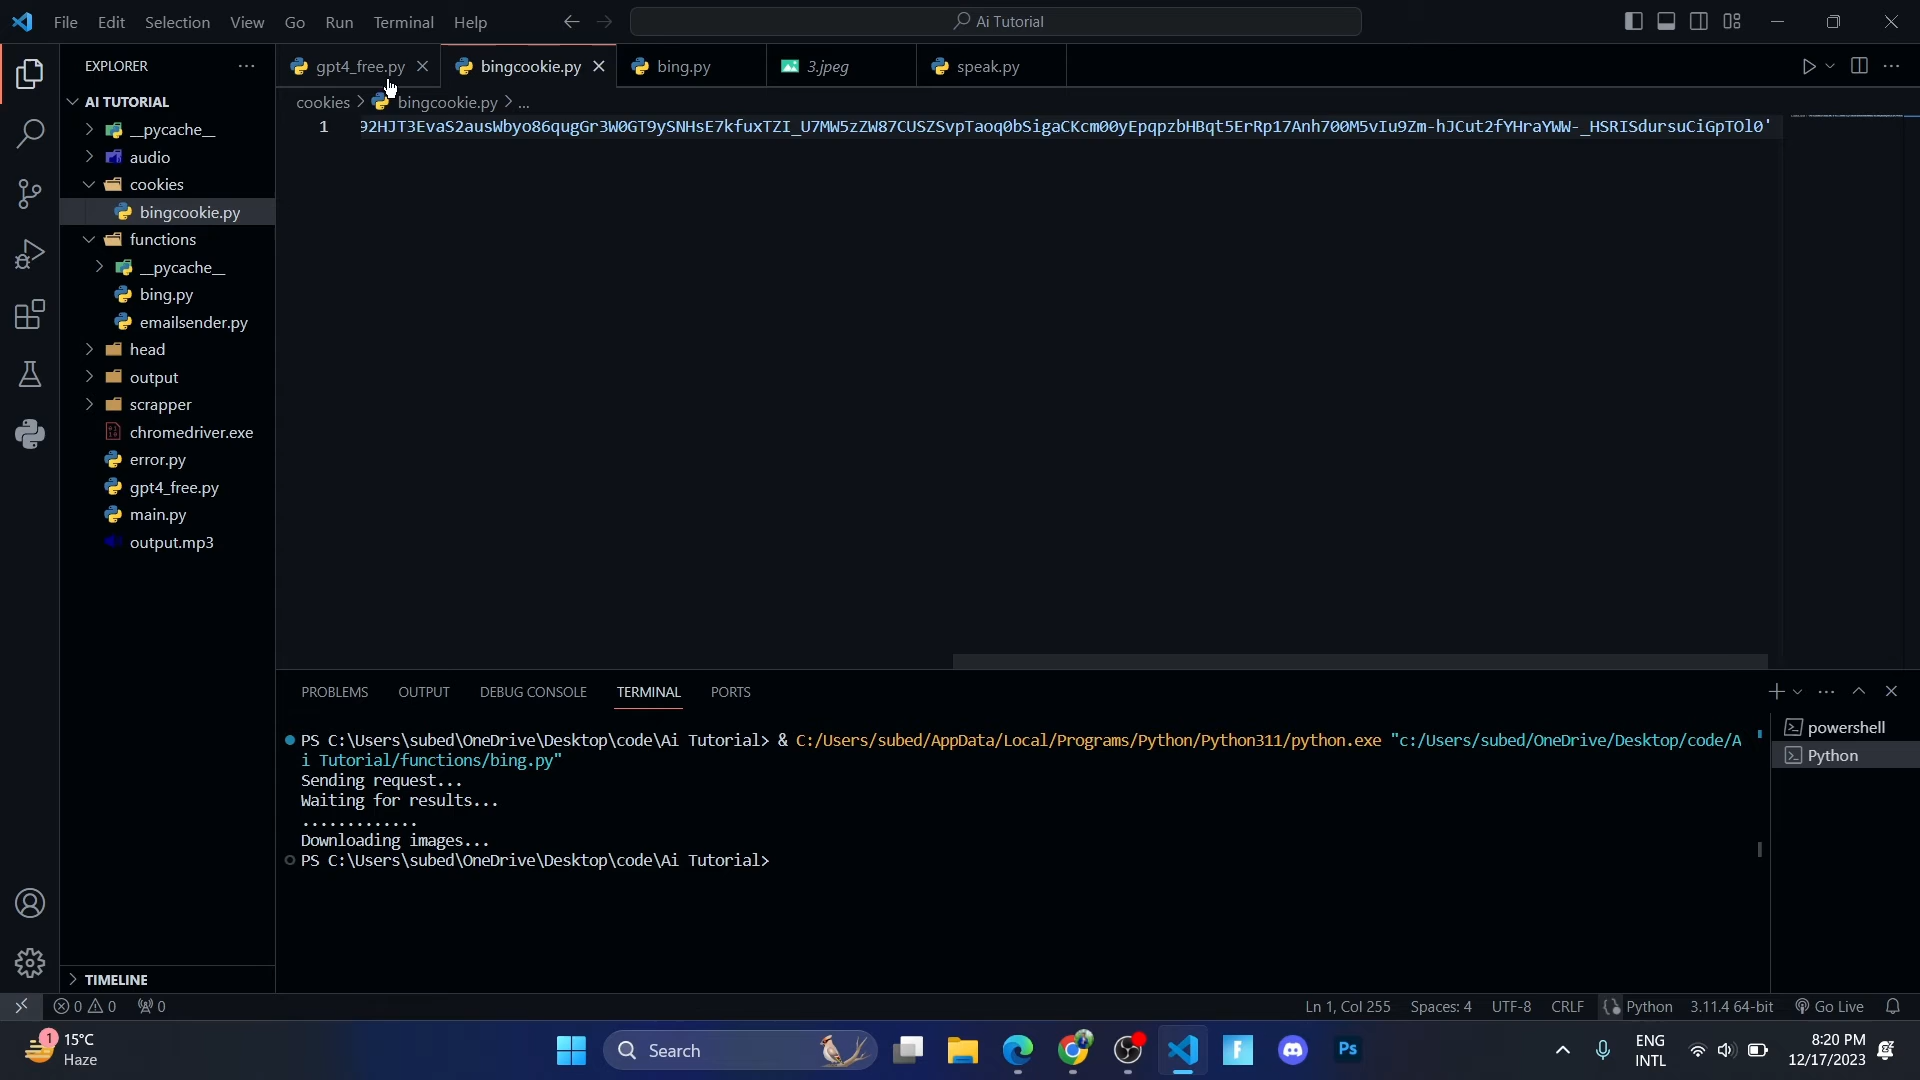 File Edit Selection View Go Run Terminal Help
Ai Tutorial
EXPLORER
gpt4_free.py
bingcookie.py
bing.py
3.jpeg
speak.py
cookies > bingcookie.py > ...
AI TUTORIAL
__pycache__
audio
cookies
bingcookie.py
functions
__pycache__
bing.py
emailsender.py
head
output
scrapper
chromedriver.exe
error.py
gpt4_free.py
main.py
output.mp3
TIMELINE
1
PROBLEMS OUTPUT DEBUG CONSOLE TERMINAL PORTS
PS C:\Users\subed\OneDrive\Desktop\code\Ai Tutorial> & C:/Users/subed/AppData/Local/Programs/Python/Python311/python.exe "c:/Users/subed/OneDrive/Desktop/code/A
i Tutorial/functions/bing.py"
Sending request...
Waiting for results...
.............
Downloading images...
PS C:\Users\subed\OneDrive\Desktop\code\Ai Tutorial>
powershell
Python
0 0 0
Ln 1, Col 255 Spaces: 4 UTF-8 CRLF Python 3.11.4 64-bit Go Live
1
15°C
Haze
Search
F
Ps
ENG
INTL
8:20 PM
12/17/2023